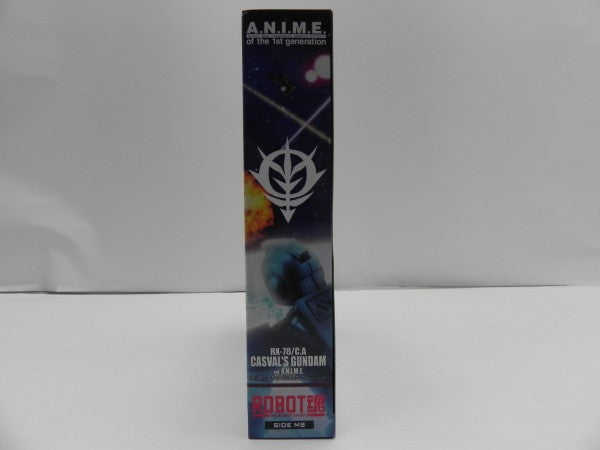 A.N.I.M.E.
of the 1st generation
RX-78/C.A
CASVAL'S GUNDAM
ver. A.N.I.M.E.
ROBOT魂
SIDE MS